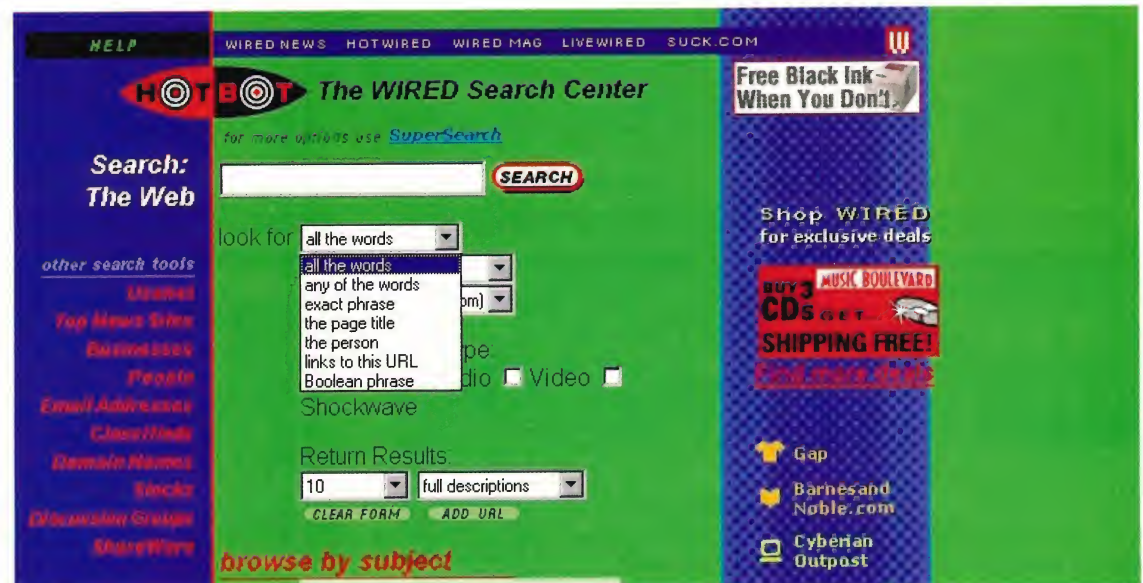 HELP
WIRED NEWS HOTWIRED WIRED MAG LIVEWIRED SUCK.COM
HOTBOT The WIRED Search Center
for more options use SuperSearch
Search:
The Web
SEARCH
look for all the words
all the words
any of the words
exact phrase
the page title
the person
links to this URL
Boolean phrase
om)
pe:
dio Video
Shockwave
Return Results:
10 full descriptions
CLEAR FORM ADD URL
browse by subject
other search tools
Usenet
Top News Sites
Businesses
People
Email Addresses
Classifieds
Domain Names
Stocks
Discussion Groups
ShareWare
Free Black Ink-
When You Don't.
Shop WIRED
for exclusive deals
MUSIC BOULEVARD
BUY 3
CDs GET...
SHIPPING FREE!
Find more deals
Gap
Barnesand
Noble.com
Cyberian
Outpost